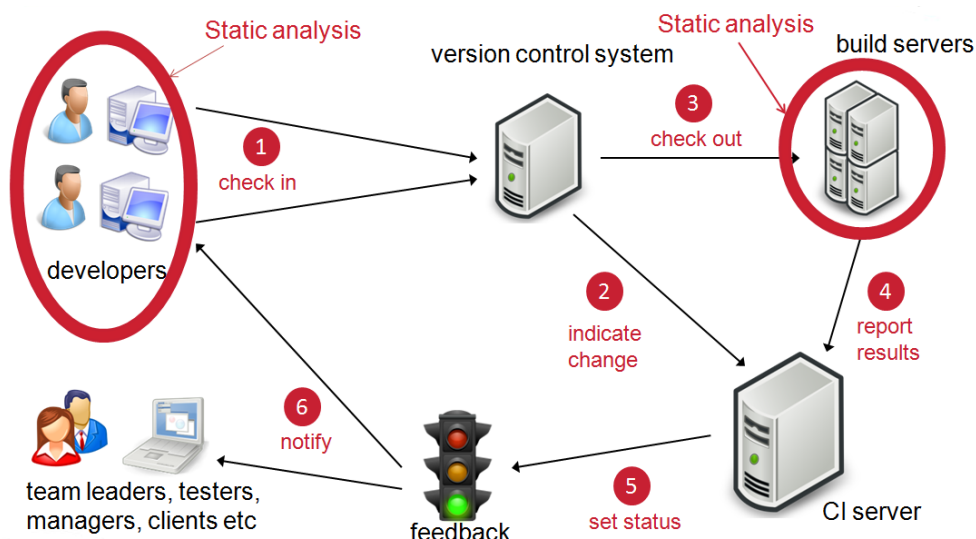 Static analysis
version control system
Static analysis
build servers
1
check in
3
check out
developers
2
indicate
change
4
report
results
6
notify
team leaders, testers,
managers, clients etc
feedback
5
set status
CI server